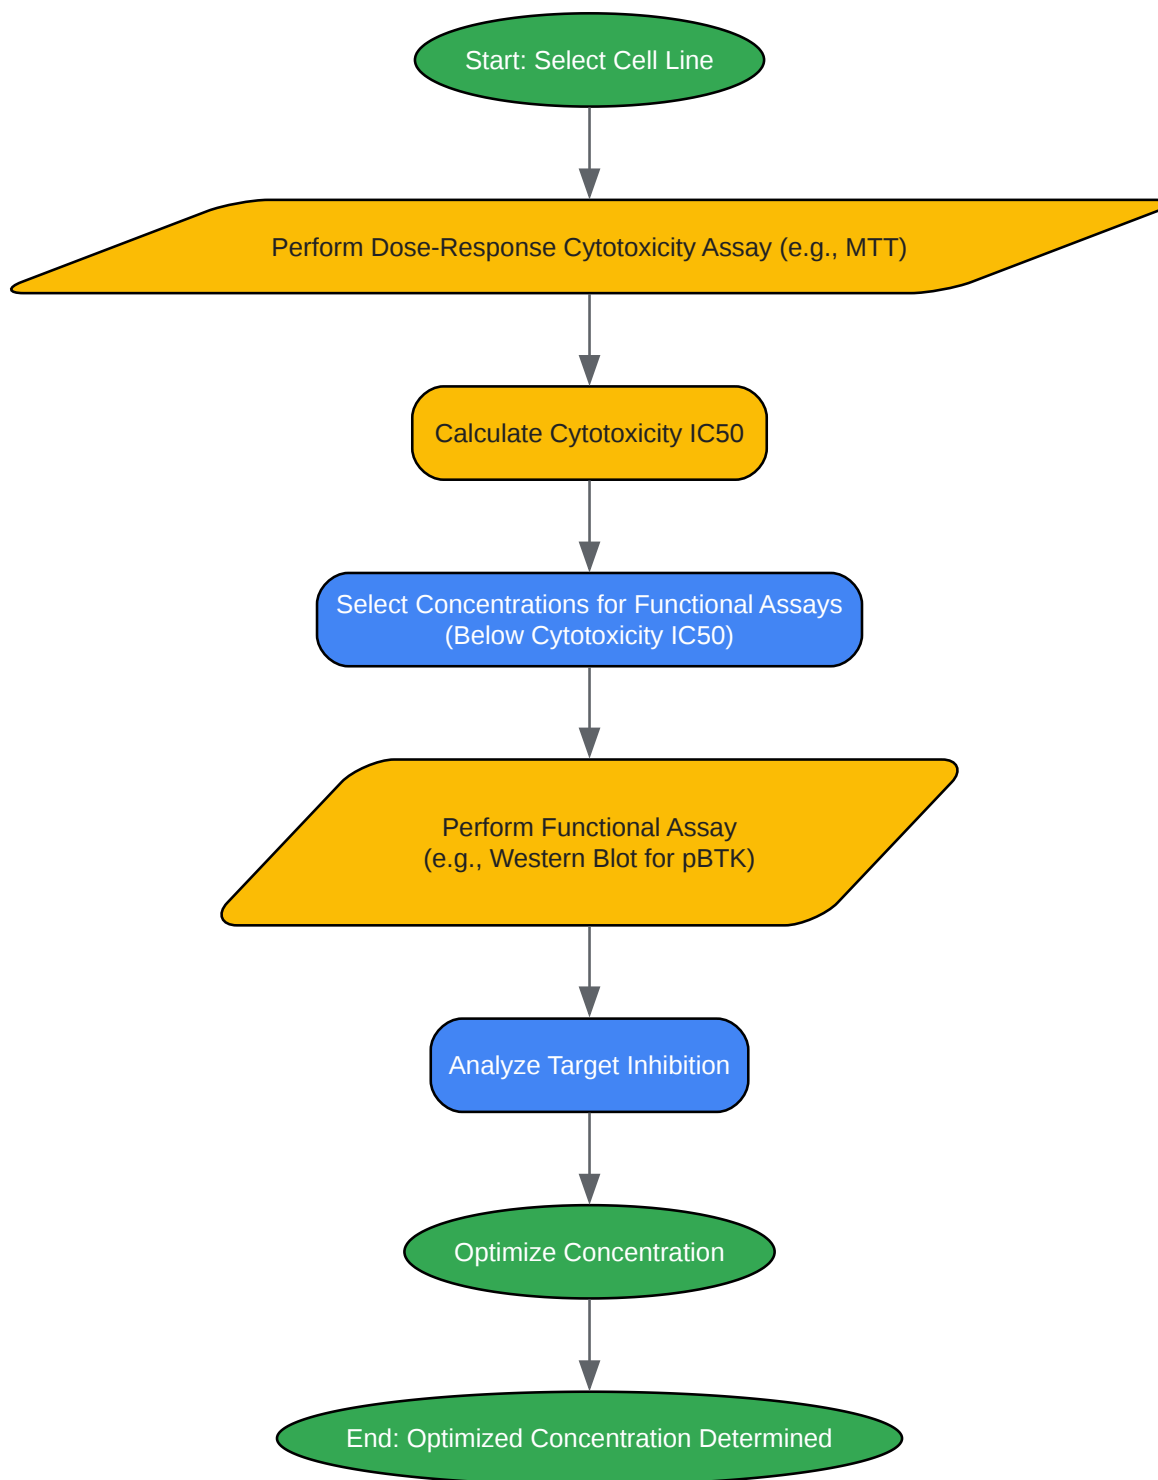 Start: Select Cell Line
Perform Dose-Response Cytotoxicity Assay (e.g., MTT)
Calculate Cytotoxicity IC50
Select Concentrations for Functional Assays
(Below Cytotoxicity IC50)
Perform Functional Assay
(e.g., Western Blot for pBTK)
Analyze Target Inhibition
Optimize Concentration
End: Optimized Concentration Determined